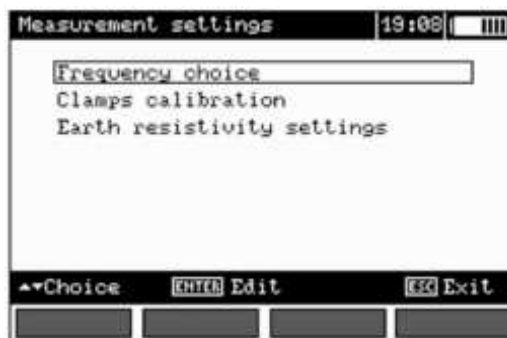 Measurement settings 19:08
Frequency choice
Clamps calibration
Earth resistivity settings
▲▼Choice ENTER Edit ESC Exit